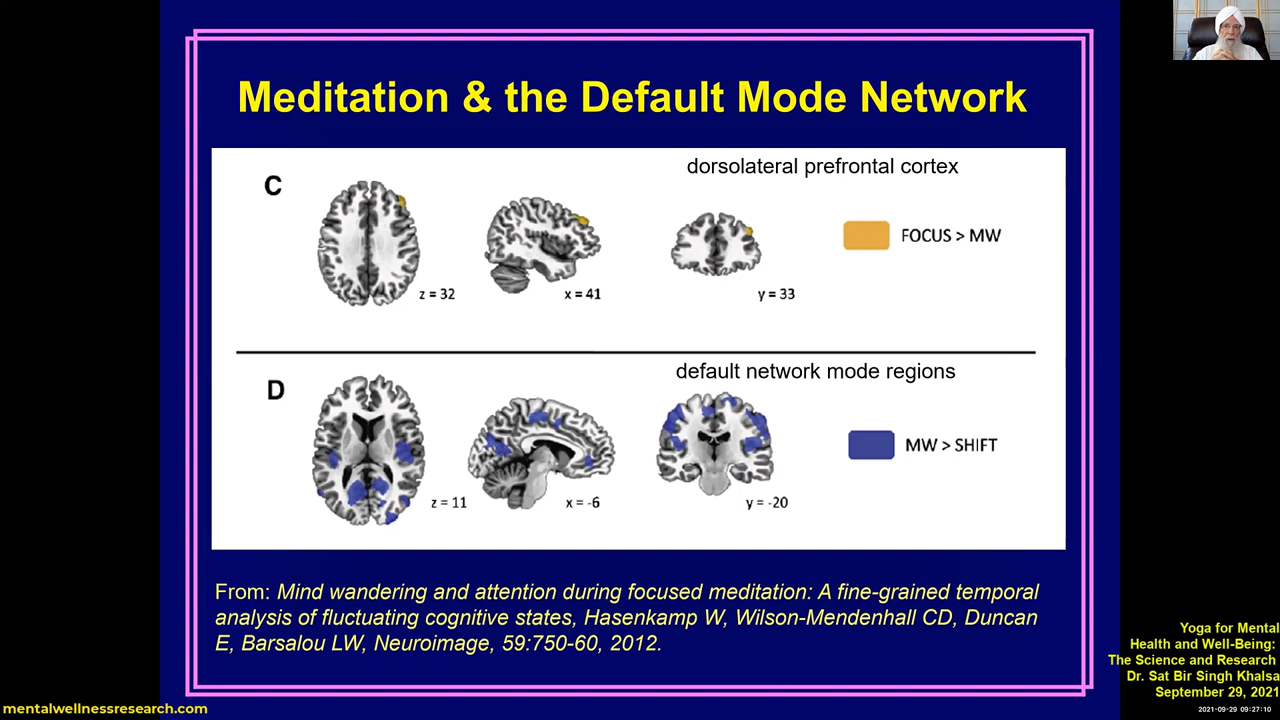 Meditation & the Default Mode Network
C
dorsolateral prefrontal cortex
FOCUS > MW
z = 32
x = 41
y = 33
D
default network mode regions
MW > SHIFT
z = 11
x = -6
y = -20
From: Mind wandering and attention during focused meditation: A fine-grained temporal
analysis of fluctuating cognitive states, Hasenkamp W, Wilson-Mendenhall CD, Duncan
E, Barsalou LW, Neuroimage, 59:750-60, 2012.
Yoga for Mental
Health and Well-Being:
The Science and Research
Dr. Sat Bir Singh Khalsa
September 29, 2021
mentalwellnessresearch.com
2021-09-29 09:27:10